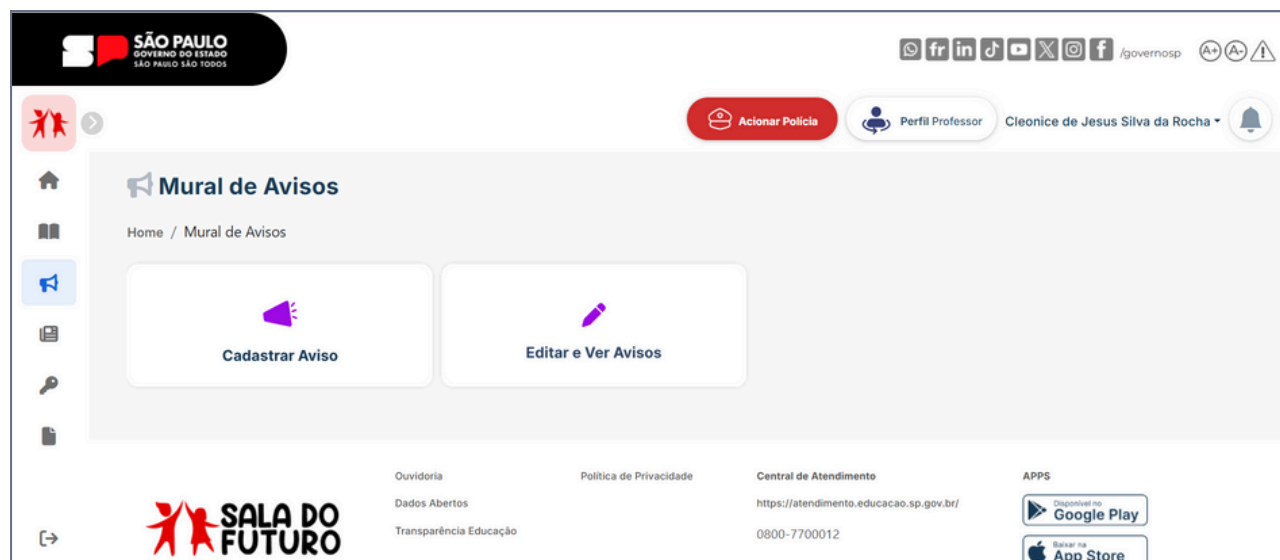 SÃO PAULO
GOVERNO DO ESTADO
SÃO PAULO SÃO TODOS
/governosp A+ A-
Acionar Polícia
Perfil Professor
Cleonice de Jesus Silva da Rocha
Mural de Avisos
Home / Mural de Avisos
Cadastrar Aviso
Editar e Ver Avisos
Ouvidoria
Dados Abertos
Transparência Educação
Política de Privacidade
Central de Atendimento
https://atendimento.educacao.sp.gov.br/
0800-7700012
APPS
Disponível no
Google Play
Baixar na
App Store
SALA DO
FUTURO